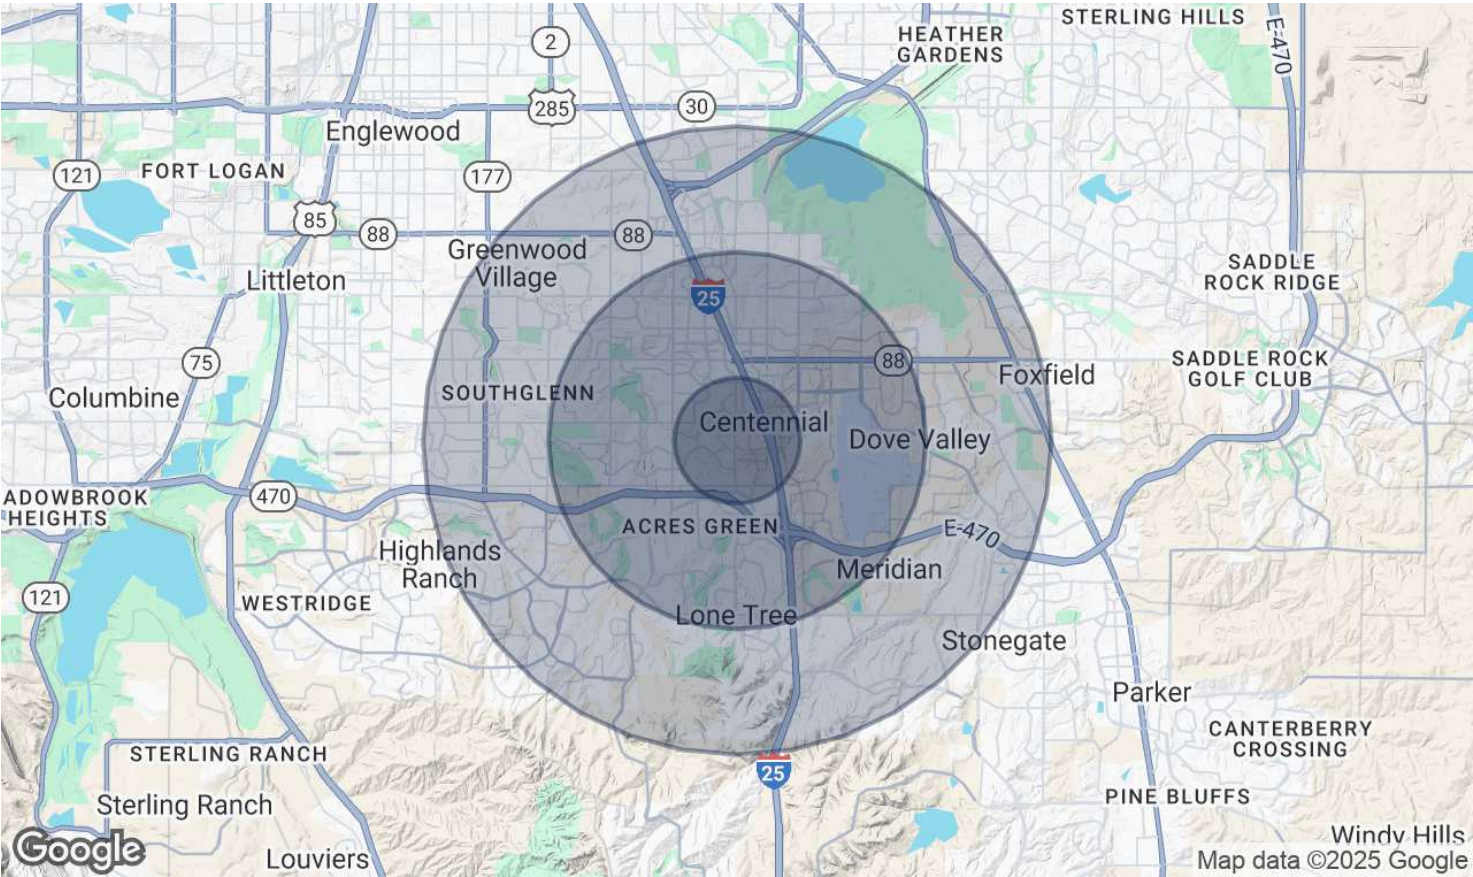 STERLING HILLS
E-470
HEATHER
GARDENS
2
285
30
Englewood
121
FORT LOGAN
177
85
88
88
Greenwood
Village
Littleton
25
SADDLE
ROCK RIDGE
75
88
SADDLE ROCK
GOLF CLUB
Foxfield
Columbine
SOUTHGLENN
Centennial
Dove Valley
ADOWBROOK
HEIGHTS
470
ACRES GREEN
E-470
Highlands
Ranch
Meridian
121
WESTRIDGE
Lone Tree
Stonegate
Parker
CANTERBERRY
CROSSING
STERLING RANCH
25
Sterling Ranch
PINE BLUFFS
Windy Hills
Google
Louviers
Map data ©2025 Google